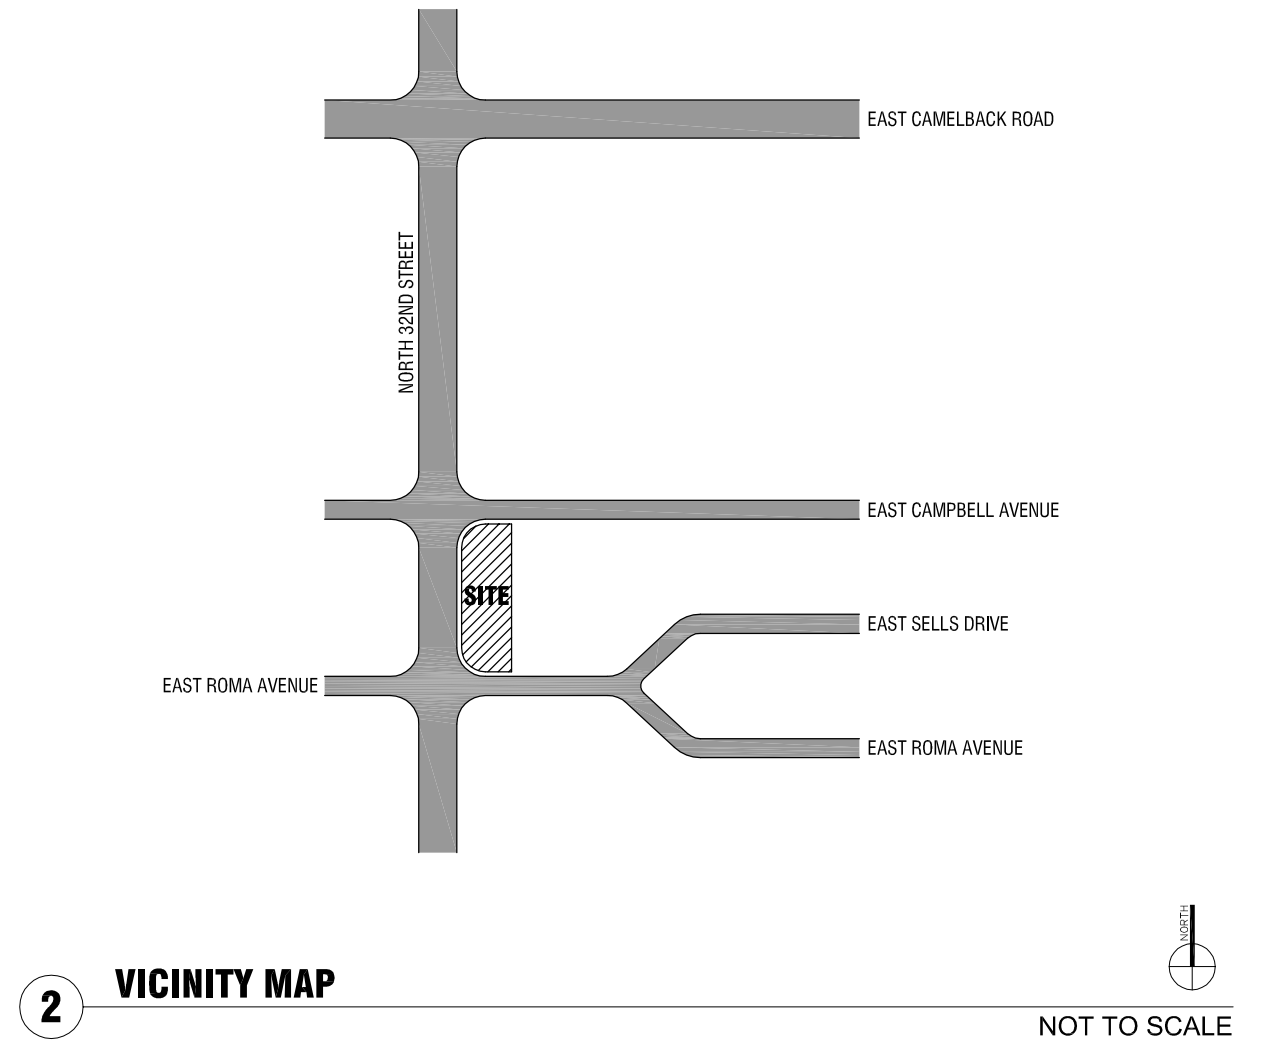 EAST CAMELBACK ROAD
NORTH 32ND STREET
EAST CAMPBELL AVENUE
SITE
EAST SELLS DRIVE
EAST ROMA AVENUE
EAST ROMA AVENUE
NORTH
VICINITY MAP
2
NOT TO SCALE